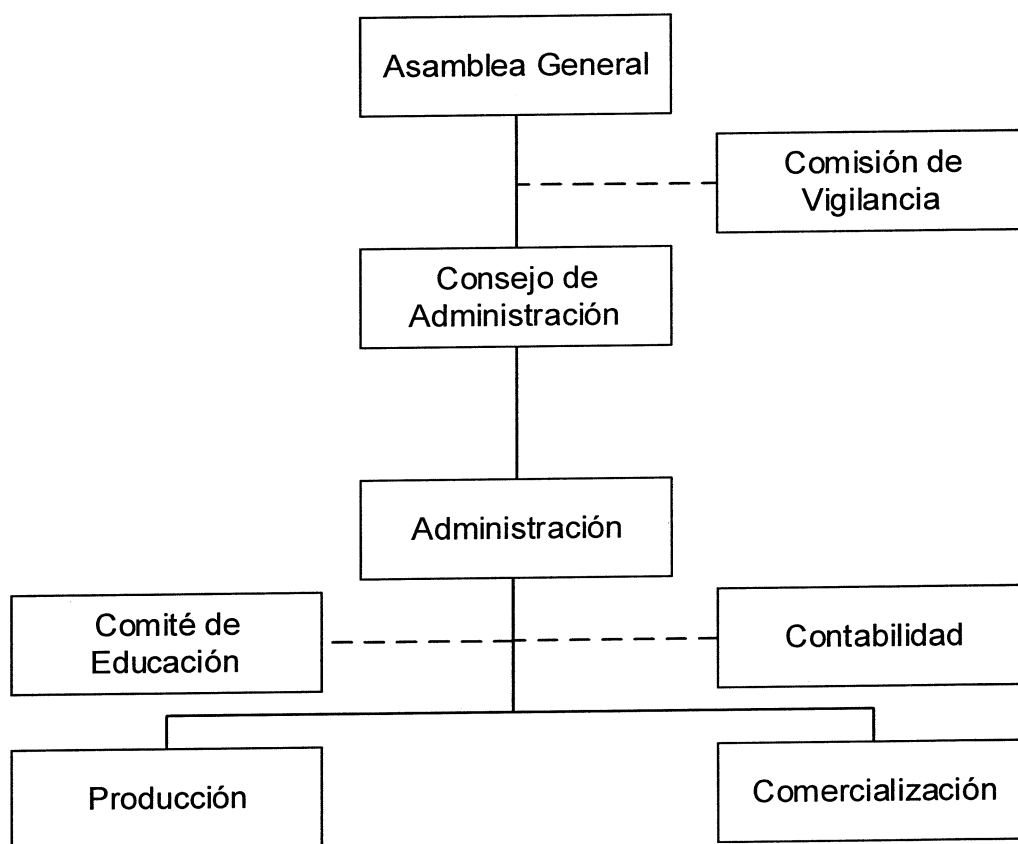 Asamblea General
Comisión de
Vigilancia
Consejo de
Administración
Administración
Comité de
Educación
Contabilidad
Producción
Comercialización